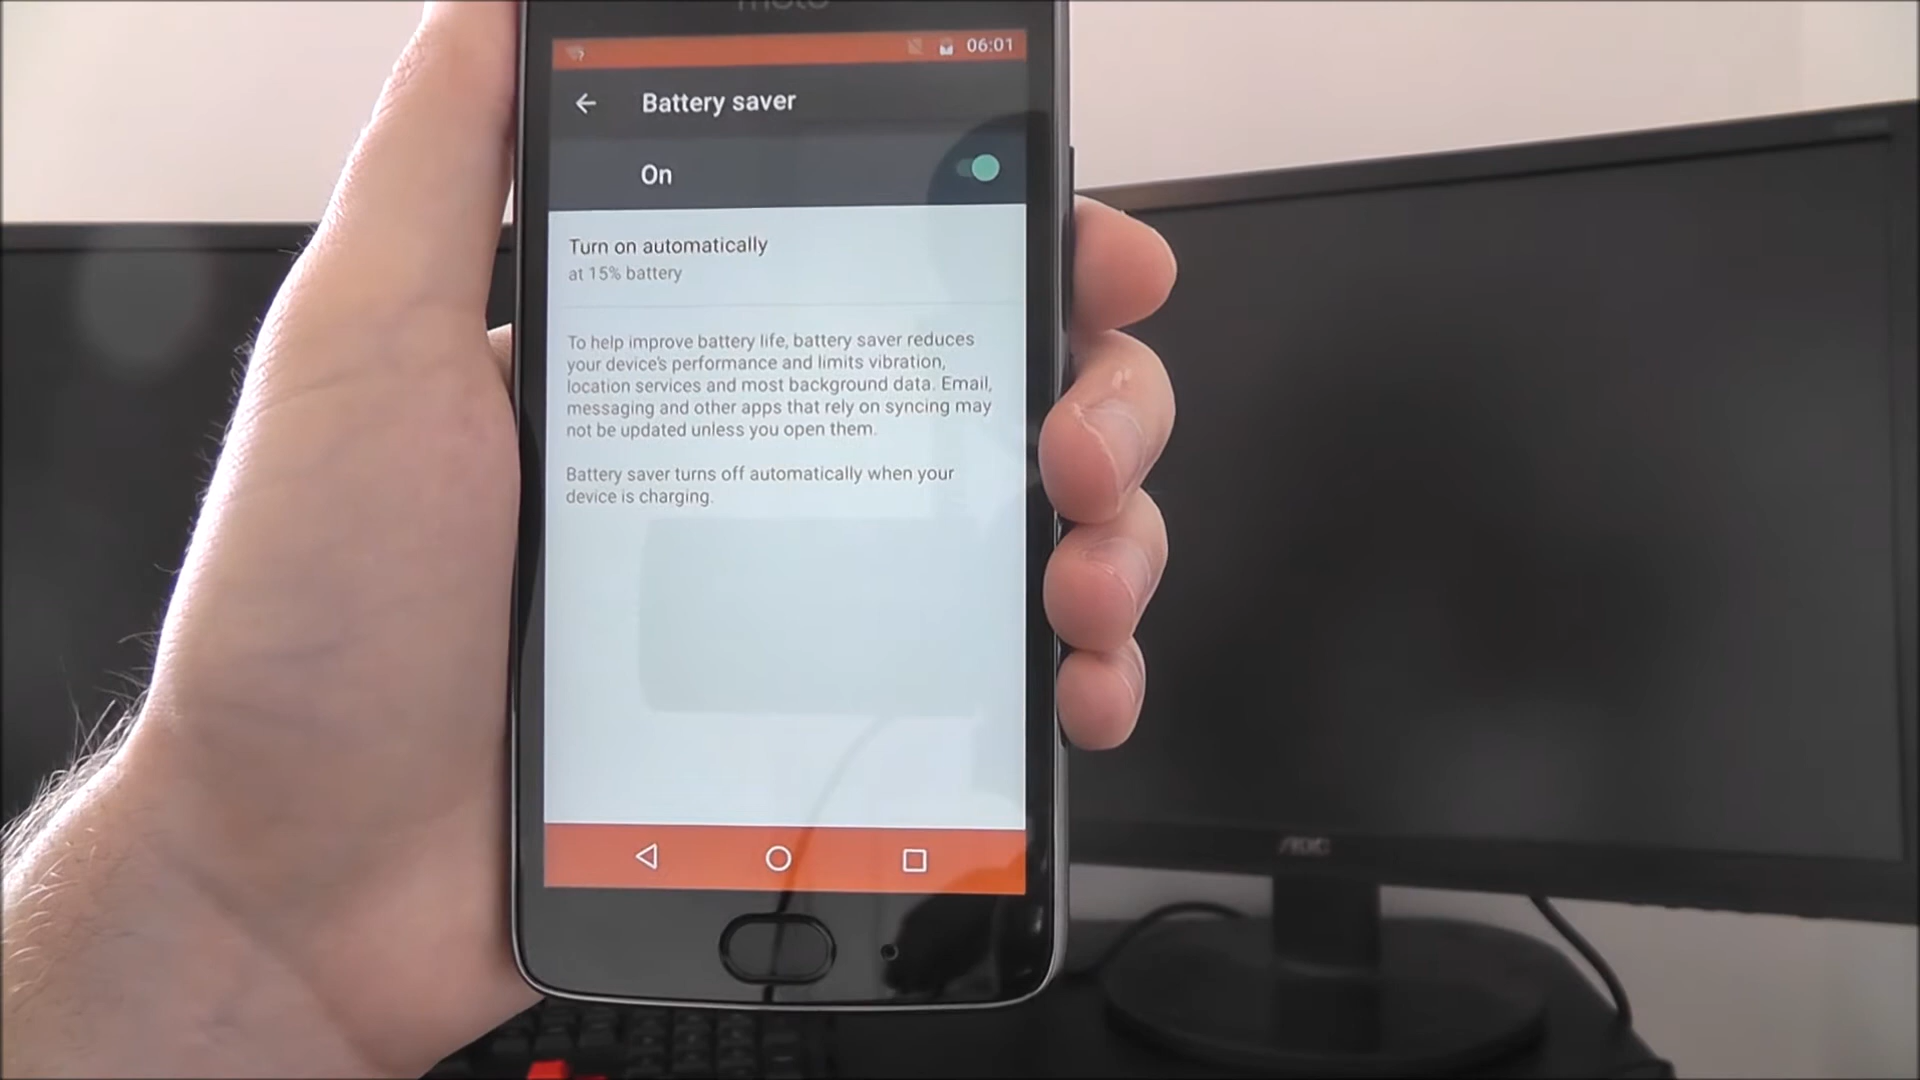 moto
06:01
Battery saver
On
Turn on automatically
at 15% battery
To help improve battery life, battery saver reduces
your device's performance and limits vibration,
location services and most background data. Email,
messaging and other apps that rely on syncing may
not be updated unless you open them.
Battery saver turns off automatically when your
device is charging.
AOC